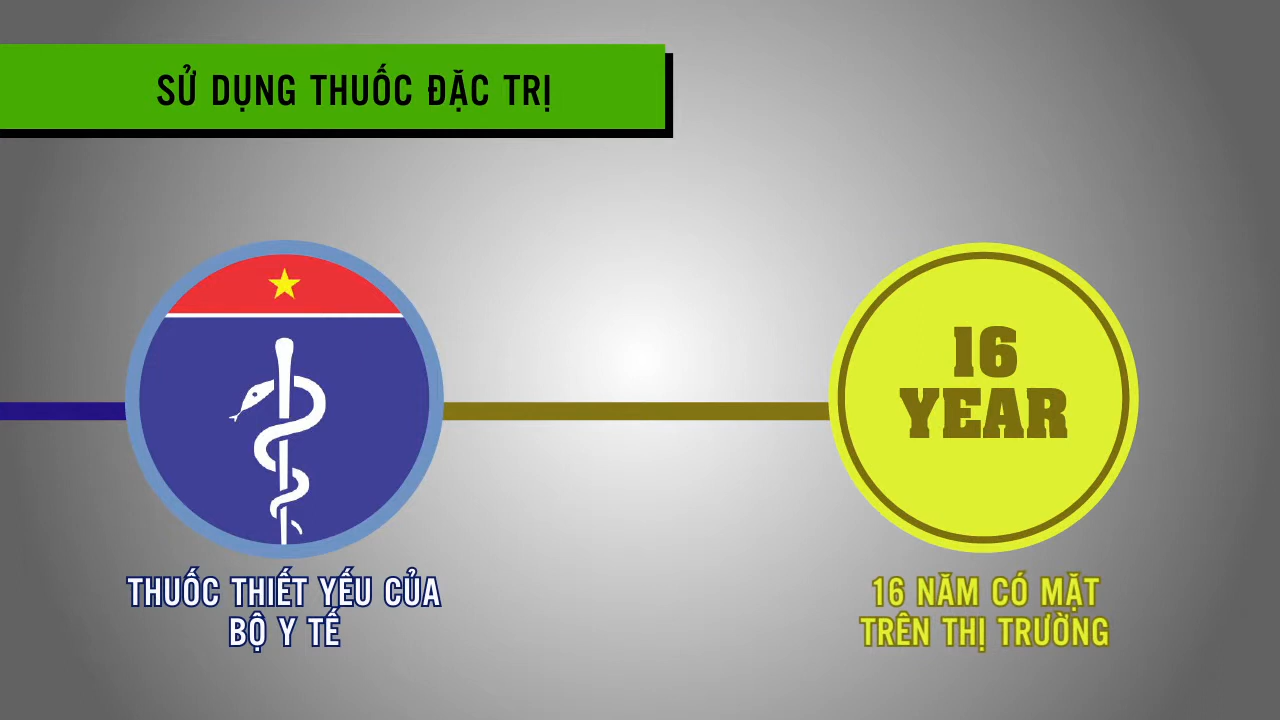 SỬ DỤNG THUỐC ĐẶC TRỊ
16
YEAR
THUỐC THIẾT YẾU CỦA
BỘ Y TẾ
16 NĂM CÓ MẶT
TRÊN THỊ TRƯỜNG